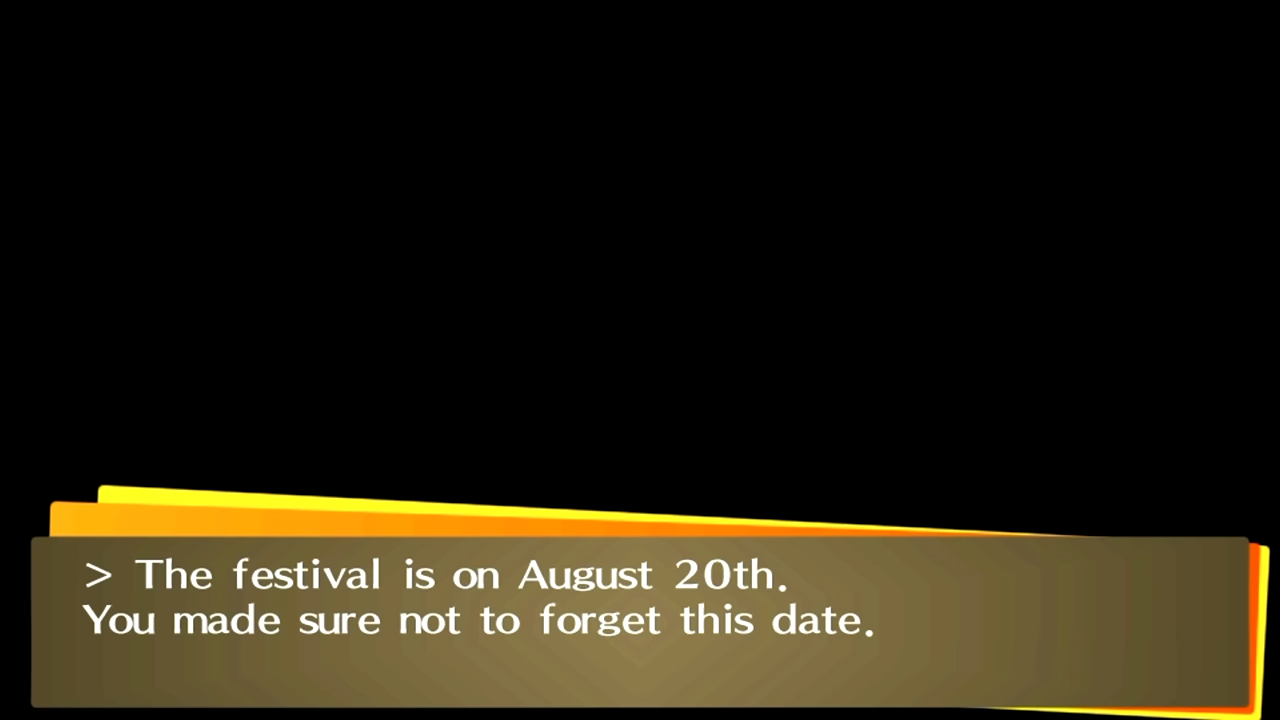 > The festival is on August 20th.
You made sure not to forget this date.